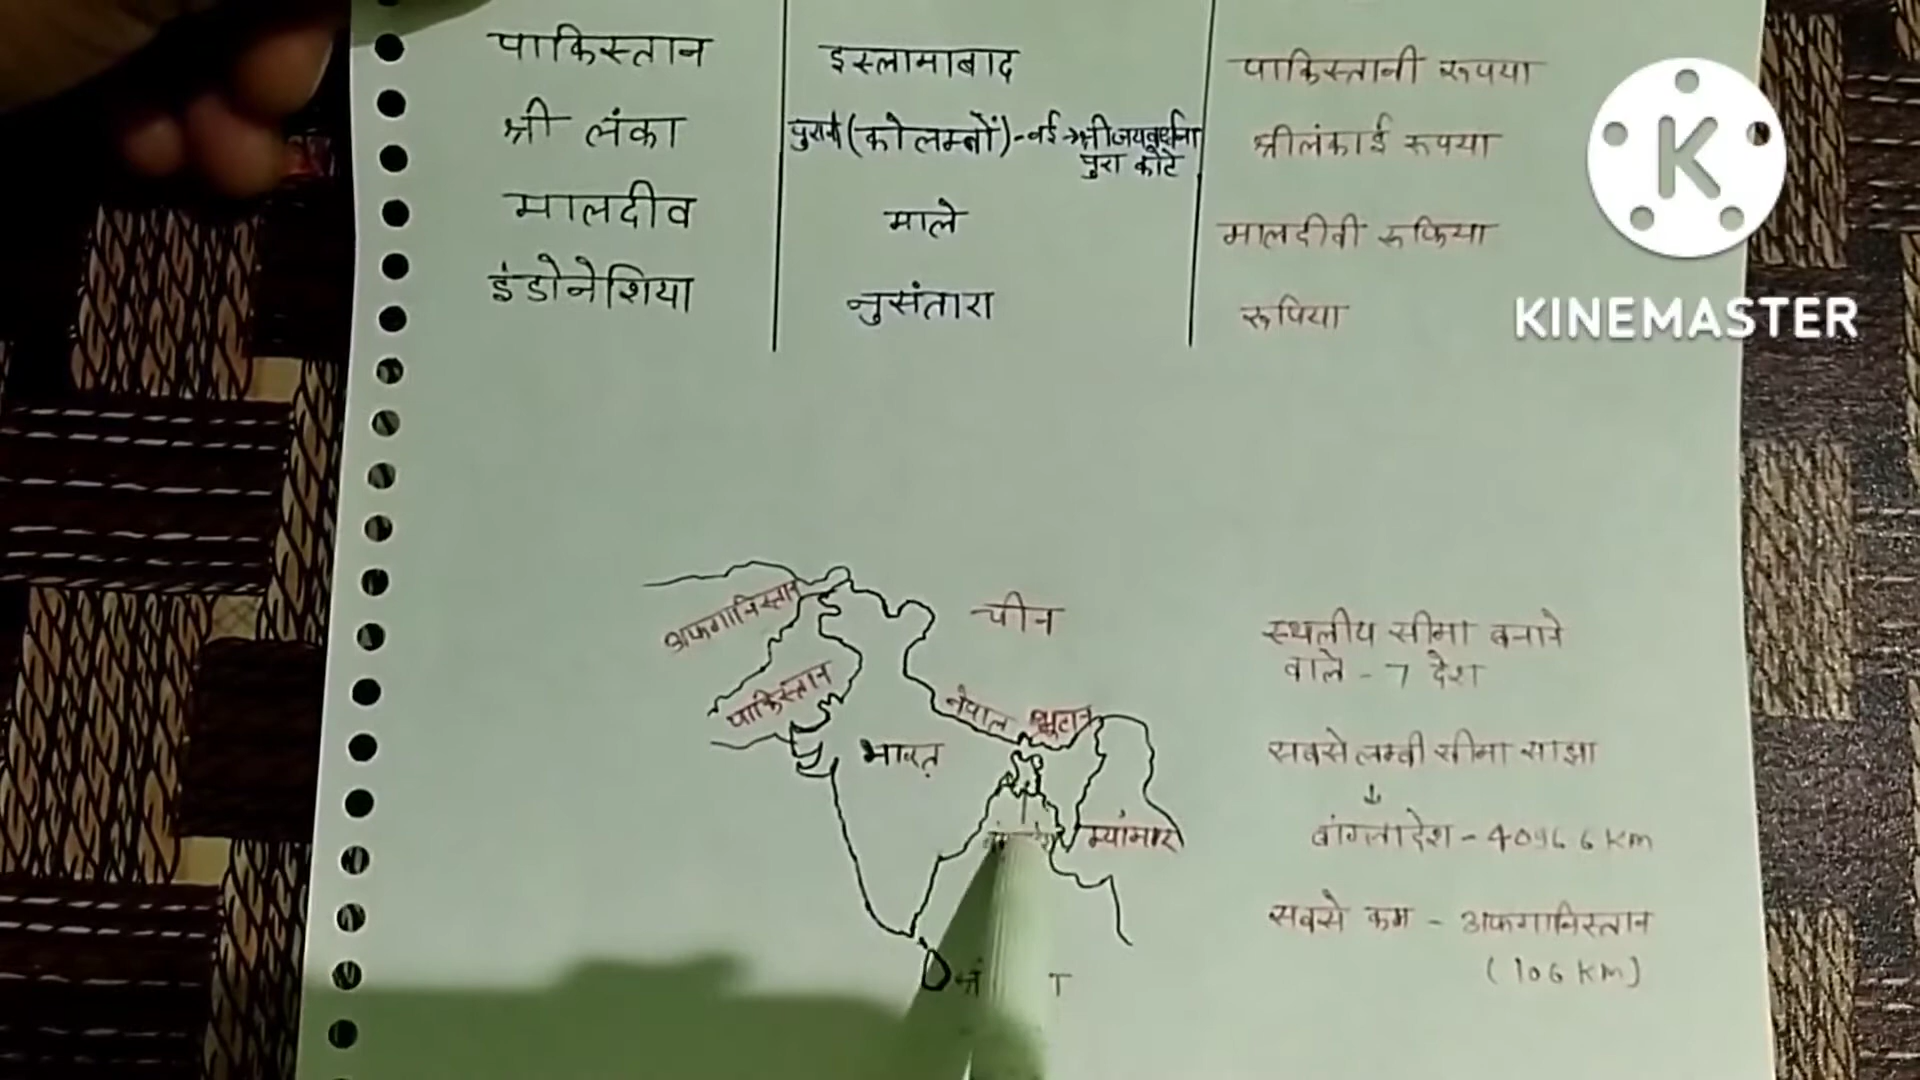 पाकिस्तान इस्लामाबाद पाकिस्तानी रूपया
श्री लंका पुरानी (कोलम्बों)-नई→श्रीजयवर्धना श्रीलंकाई रूपया
पुरा कोटे
मालदीव माले मालदीवी रुफिया
इंडोनेशिया नुसंतारा रूपिया
K
KINEMASTER
अफगानिस्तान
चीन
पाकिस्तान
नेपाल भूटान
भारत
म्यांमार
स्थलीय सीमा बनाने
वाले - 7 देश
सबसे लम्बी सीमा साझा
↓
बांग्लादेश - 4096.6 KM
सबसे कम - अफगानिस्तान
(106 KM)